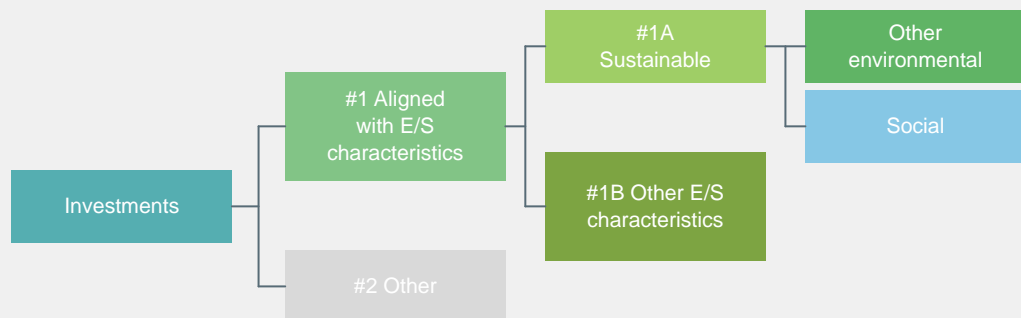 Investments
#1 Aligned
with E/S
characteristics
#2 Other
#1A
Sustainable
#1B Other E/S
characteristics
Other
environmental
Social